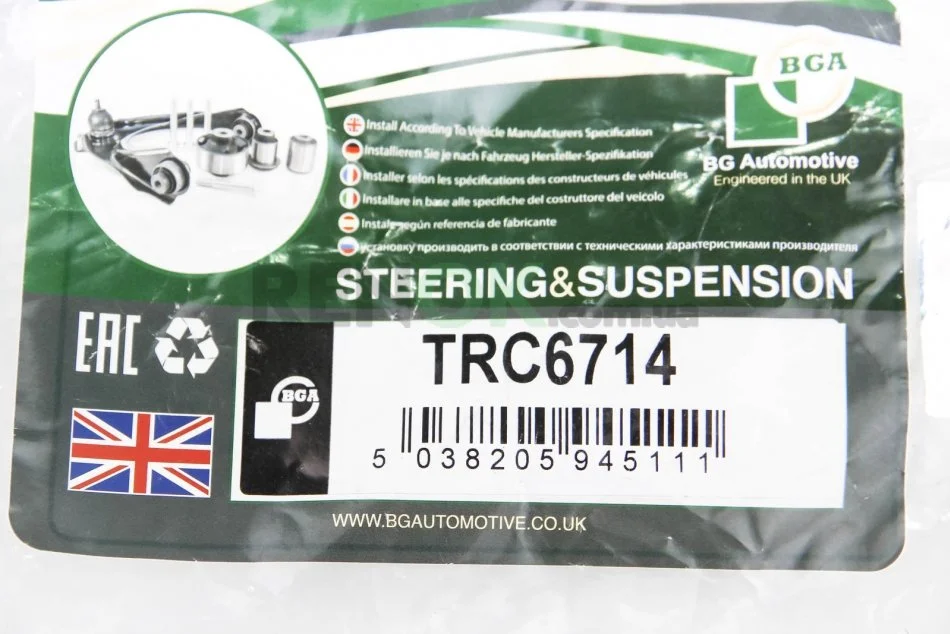 BGA
BG Automotive
Engineered in the UK
Install According To Vehicle Manufacturers Specification
Installieren Sie je nach Fahrzeug Hersteller-Spezifikation
Installer selon les spécifications des constructeurs de véhicules
Installare in base alle specifiche del costruttore del veicolo
Instale según referencia de fabricante
установку производить в соответствии с техническими характеристиками производителя
STEERING&SUSPENSION
EAC
TRC6714
BGA
5 038205 945111
WWW.BGAUTOMOTIVE.CO.UK